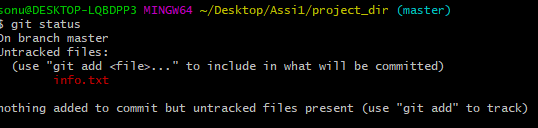 sonu@DESKTOP-LQBDPP3 MINGW64 ~/Desktop/Assi1/project_dir (master)
$ git status
On branch master
Untracked files:
  (use "git add <file>..." to include in what will be committed)
        info.txt

nothing added to commit but untracked files present (use "git add" to track)